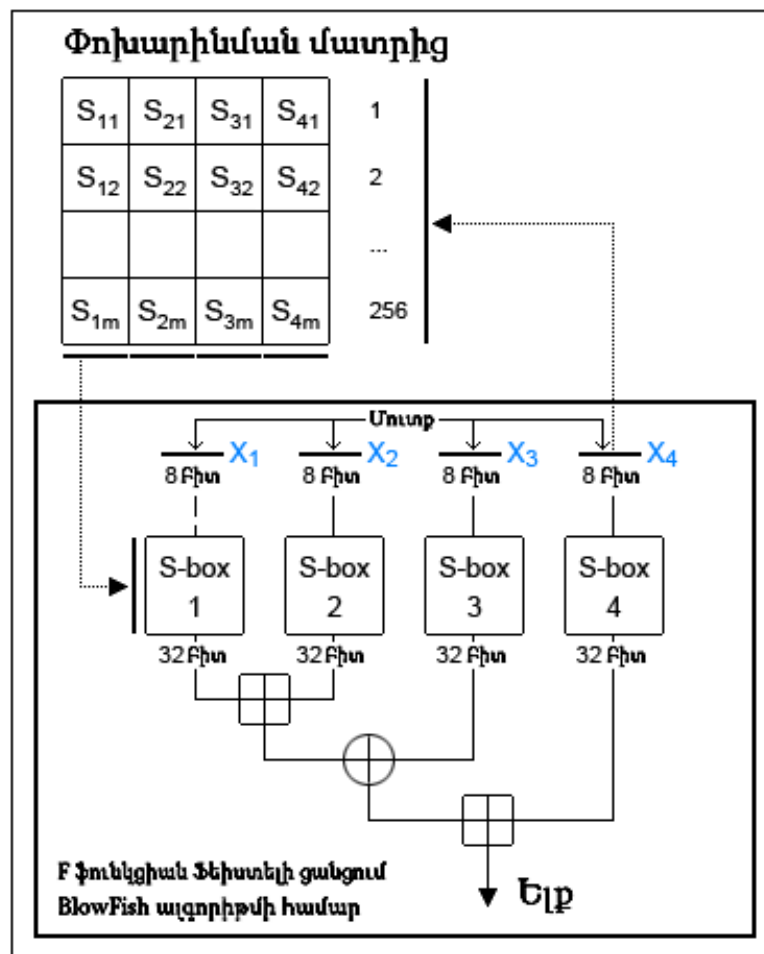 Փոխարինման մատրից
S11 S21 S31 S41 1
S12 S22 S32 S42 2
...
S1m S2m S3m S4m 256
Մուտք
X1 X2 X3 X4
8 Բիտ 8 Բիտ 8 Բիտ 8 Բիտ
S-box S-box S-box S-box
1 2 3 4
32 Բիտ 32 Բիտ 32 Բիտ 32 Բիտ
F ֆունկցիան Ֆեիստելի ցանցում
BlowFish ալգորիթմի համար
Ելք